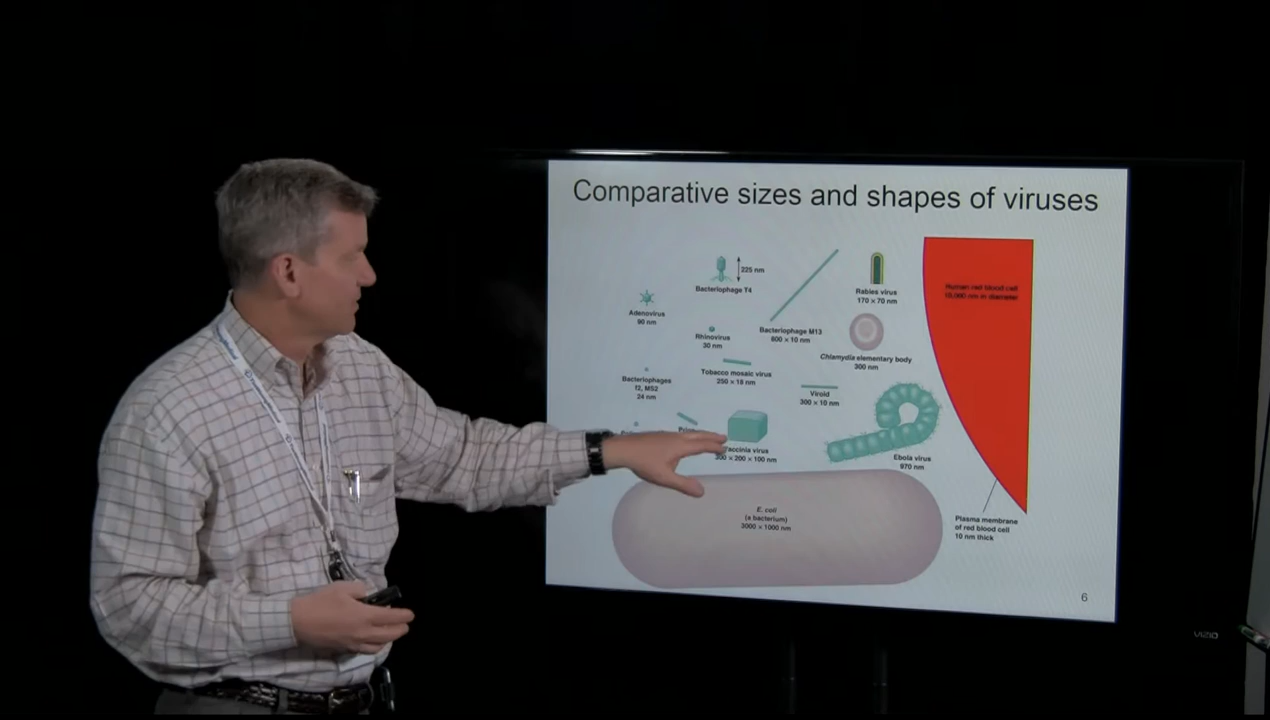 Comparative sizes and shapes of viruses
225 nm
Bacteriophage T4
Adenovirus
90 nm
Rhinovirus
30 nm
Bacteriophage M13
800 × 10 nm
Rabies virus
170 × 70 nm
Human red blood cell
10,000 nm in diameter
Chlamydia elementary body
300 nm
Bacteriophages
f2, MS2
24 nm
Tobacco mosaic virus
250 × 18 nm
Viroid
300 × 10 nm
300 × 200 × 100 nm
virus
Ebola virus
970 nm
E. coli
(a bacterium)
3000 × 1000 nm
Plasma membrane
of red blood cell
10 nm thick
6
VIZIO